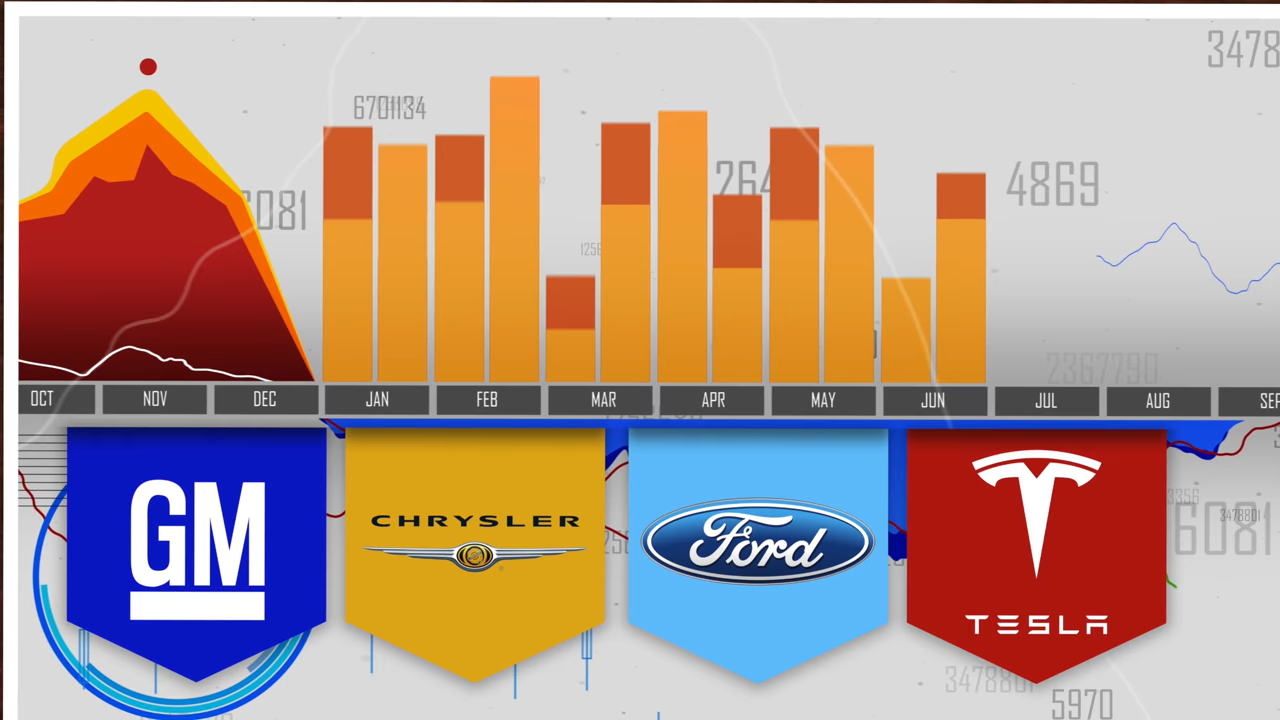 3478
6701134
264
4869
6081
1256
2367790
OCT
NOV
DEC
JAN
FEB
MAR
APR
MAY
JUN
JUL
AUG
SEP
GM
CHRYSLER
Ford
TESLA
3356
3478801
6081
3478801
5970